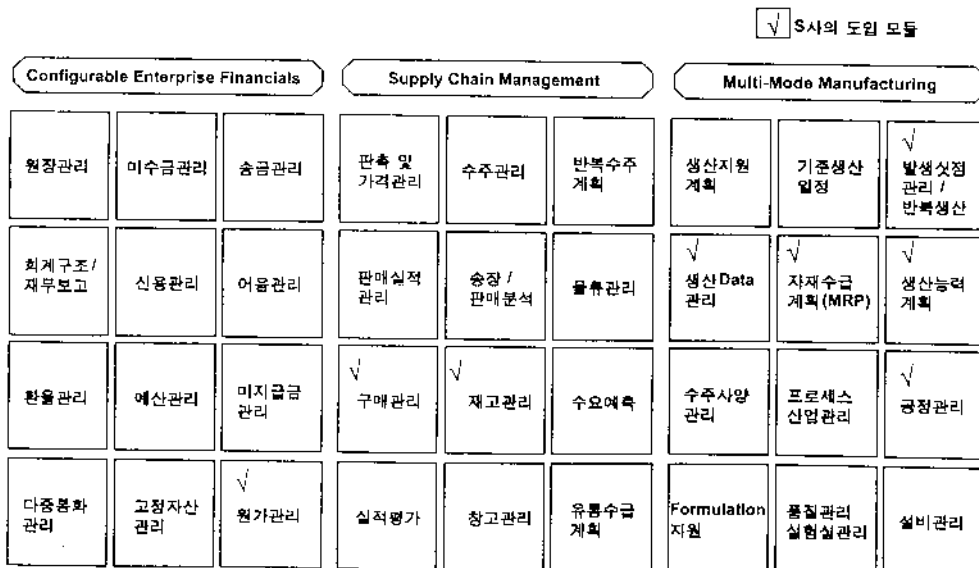 √ S사의 도입 모듈
Configurable Enterprise Financials
Supply Chain Management
Multi-Mode Manufacturing
원장관리
미수금관리
송금관리
판촉 및
가격관리
수주관리
반복수주
계획
생산지원
계획
기준생산
일정
√
발생싯점
관리 /
반복생산
회계구조/
재무보고
신용관리
어음관리
판매실적
관리
송장 /
판매분석
물류관리
√
생산Data
관리
√
자재수급
계획(MRP)
√
생산능력
계획
환율관리
예산관리
미지급금
관리
√
구매관리
√
재고관리
수요예측
수주사양
관리
프로세스
산업관리
√
공정관리
다중통화
관리
고정자산
관리
√
원가관리
실적평가
창고관리
유통수급
계획
Formulation
지원
품질관리
실험실관리
설비관리